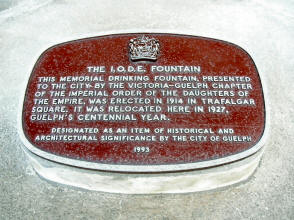 THE I.O.D.E. FOUNTAIN
THIS MEMORIAL DRINKING FOUNTAIN, PRESENTED
TO THE CITY BY THE VICTORIA-GUELPH CHAPTER
OF THE IMPERIAL ORDER OF THE DAUGHTERS OF
THE EMPIRE, WAS ERECTED IN 1914 IN TRAFALGAR
SQUARE. IT WAS RELOCATED HERE IN 1927,
GUELPH'S CENTENNIAL YEAR.
DESIGNATED AS AN ITEM OF HISTORICAL AND
ARCHITECTURAL SIGNIFICANCE BY THE CITY OF GUELPH.
1993